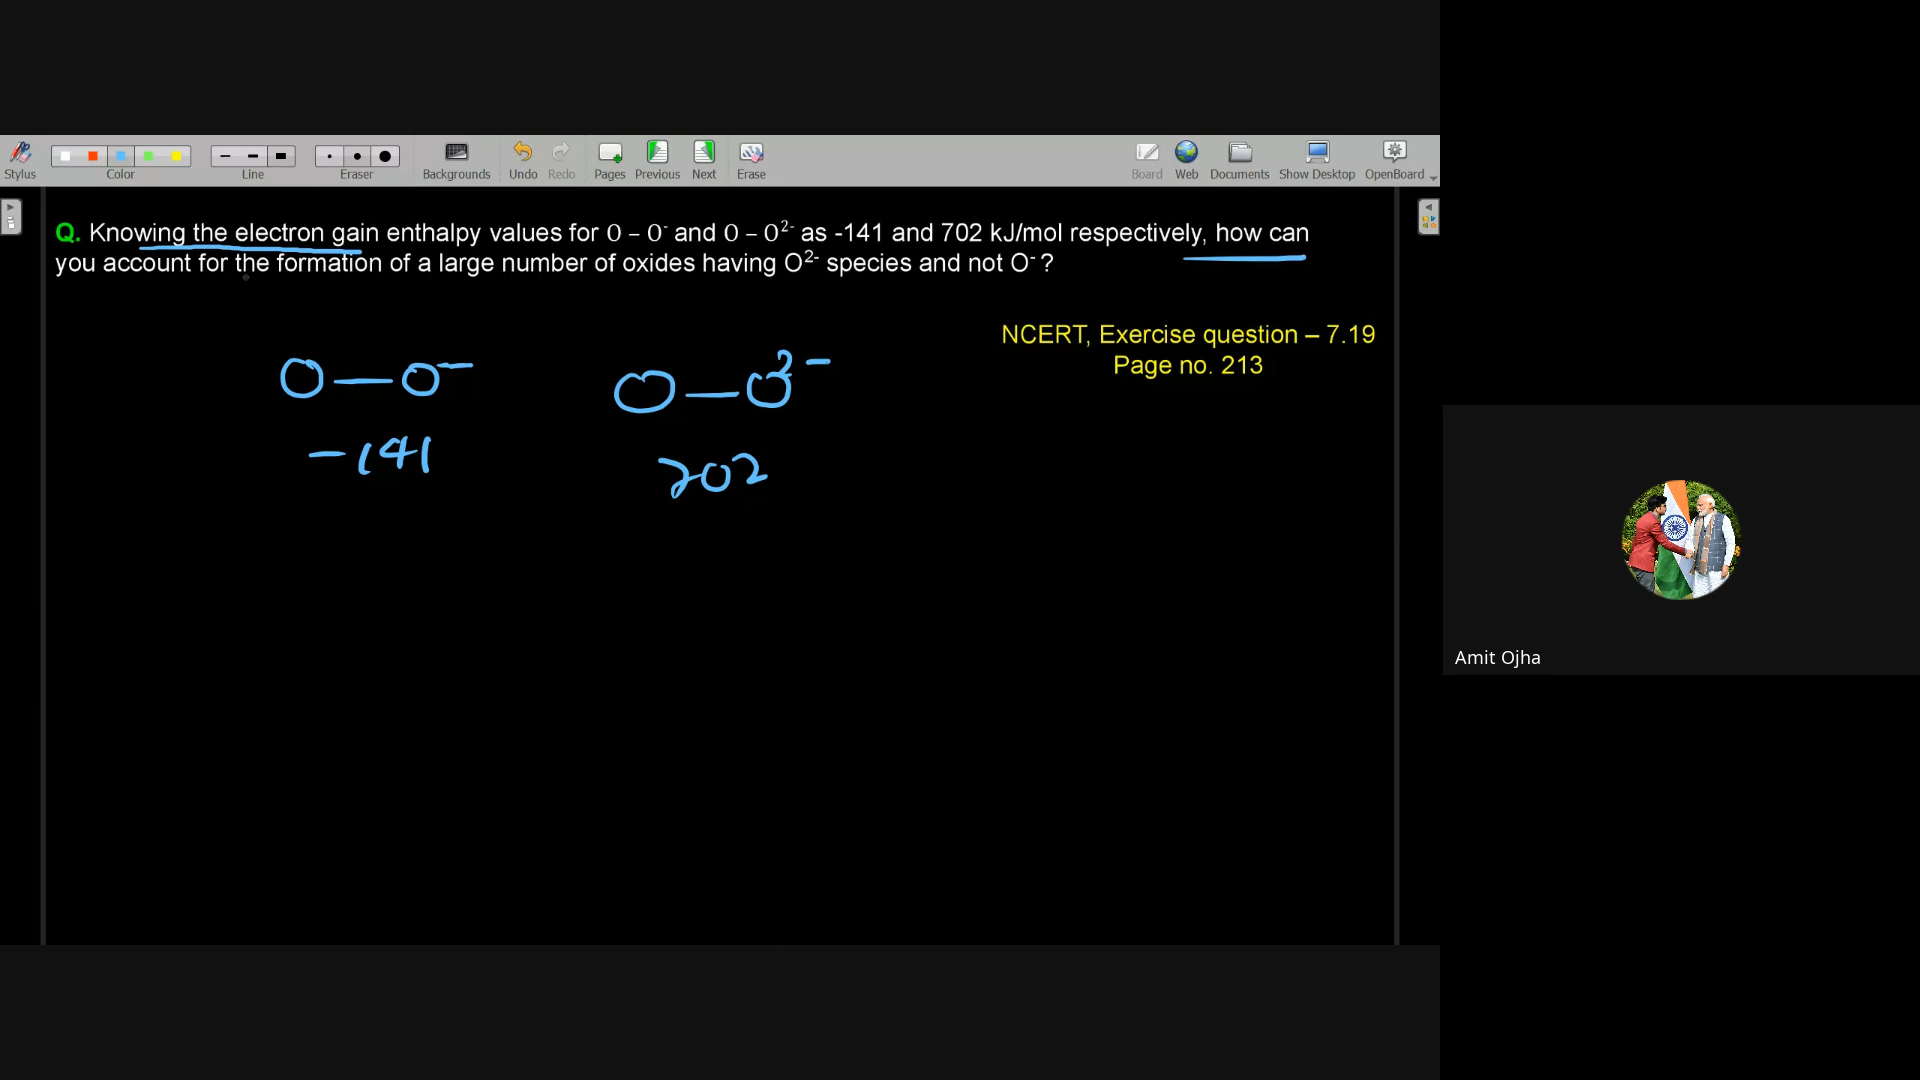 Stylus Color Line Eraser Backgrounds Undo Redo Pages Previous Next Erase Board Web Documents Show Desktop OpenBoard
Q. Knowing the electron gain enthalpy values for O – O⁻ and O – O²⁻ as -141 and 702 kJ/mol respectively, how can
you account for the formation of a large number of oxides having O²⁻ species and not O⁻ ?
NCERT, Exercise question – 7.19
Page no. 213
O — O⁻ O — O²⁻
-141 702
Amit Ojha